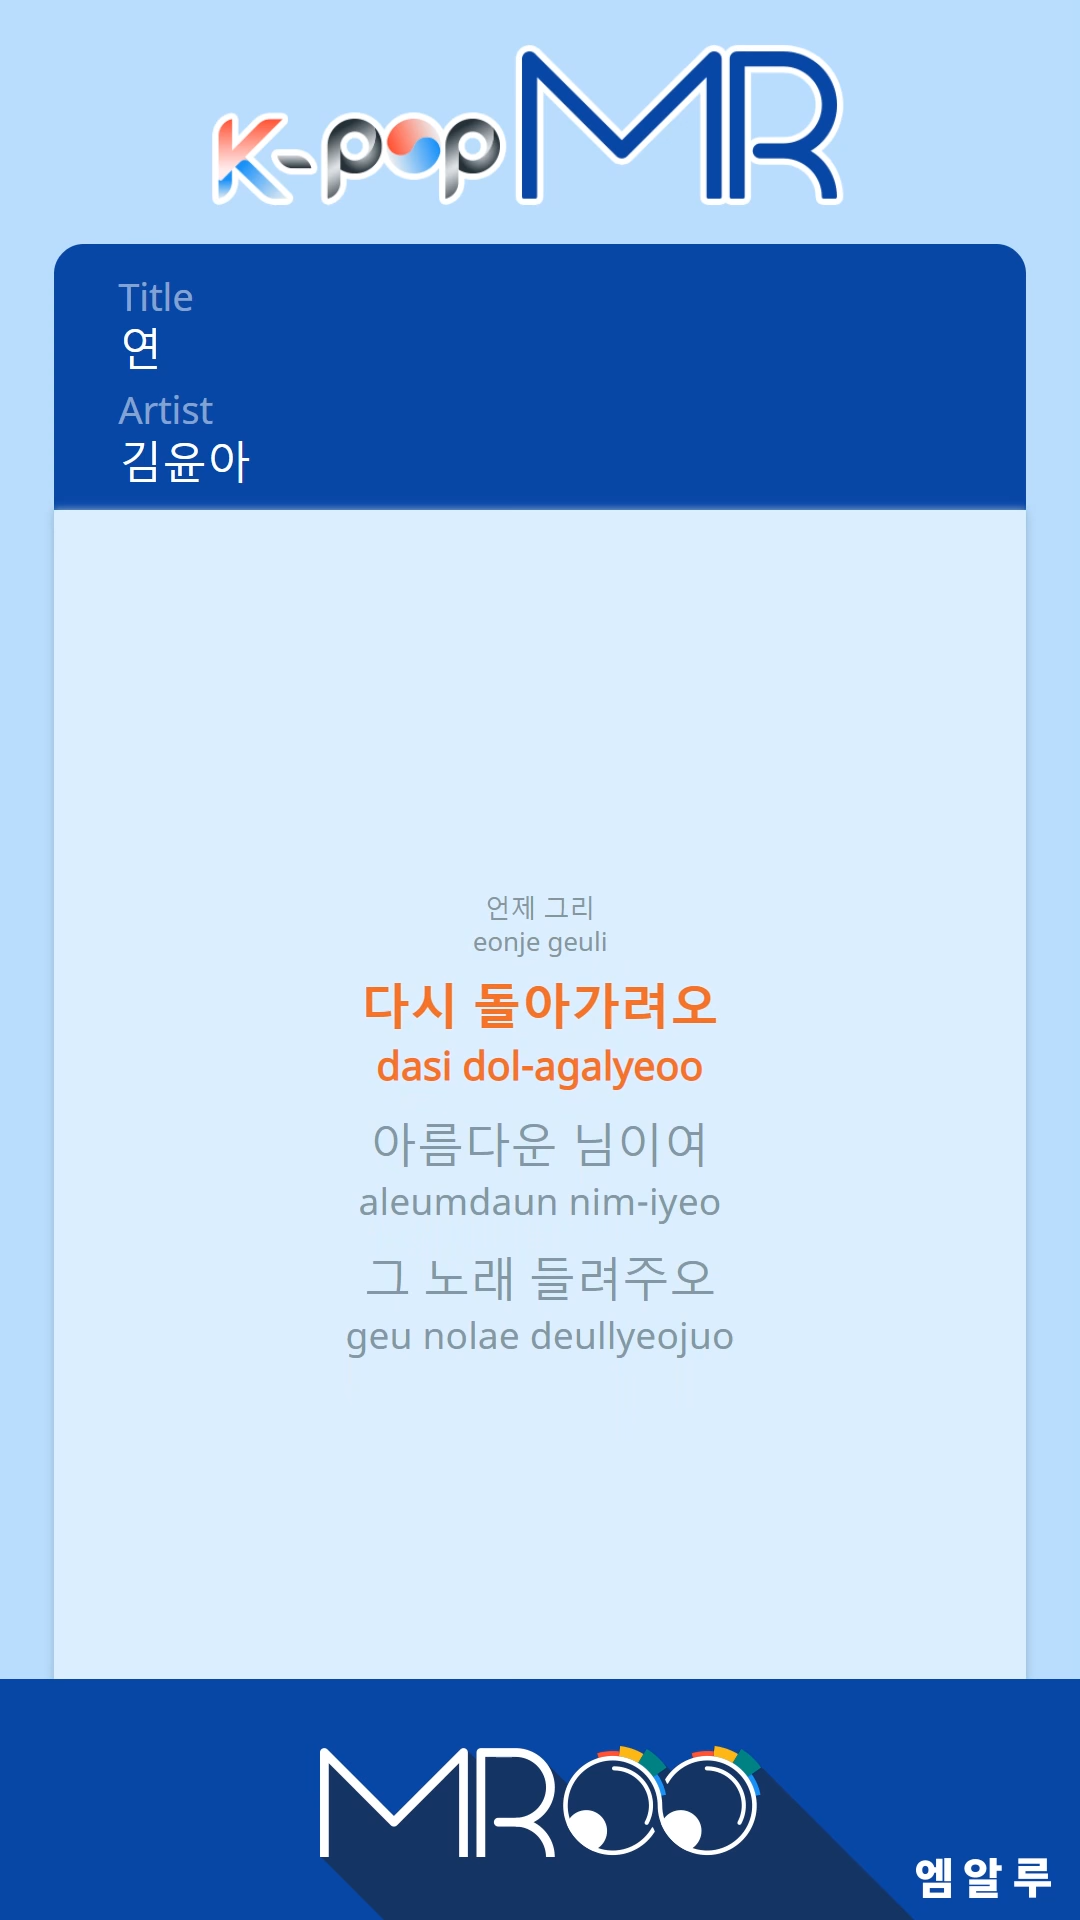 K-pop MR
Title
연
Artist
김윤아
언제 그리
eonje geuli
다시 돌아가려오
dasi dol-agalyeoo
아름다운 님이여
aleumdaun nim-iyeo
그 노래 들려주오
geu nolae deullyeojuo
MROO
엠알루